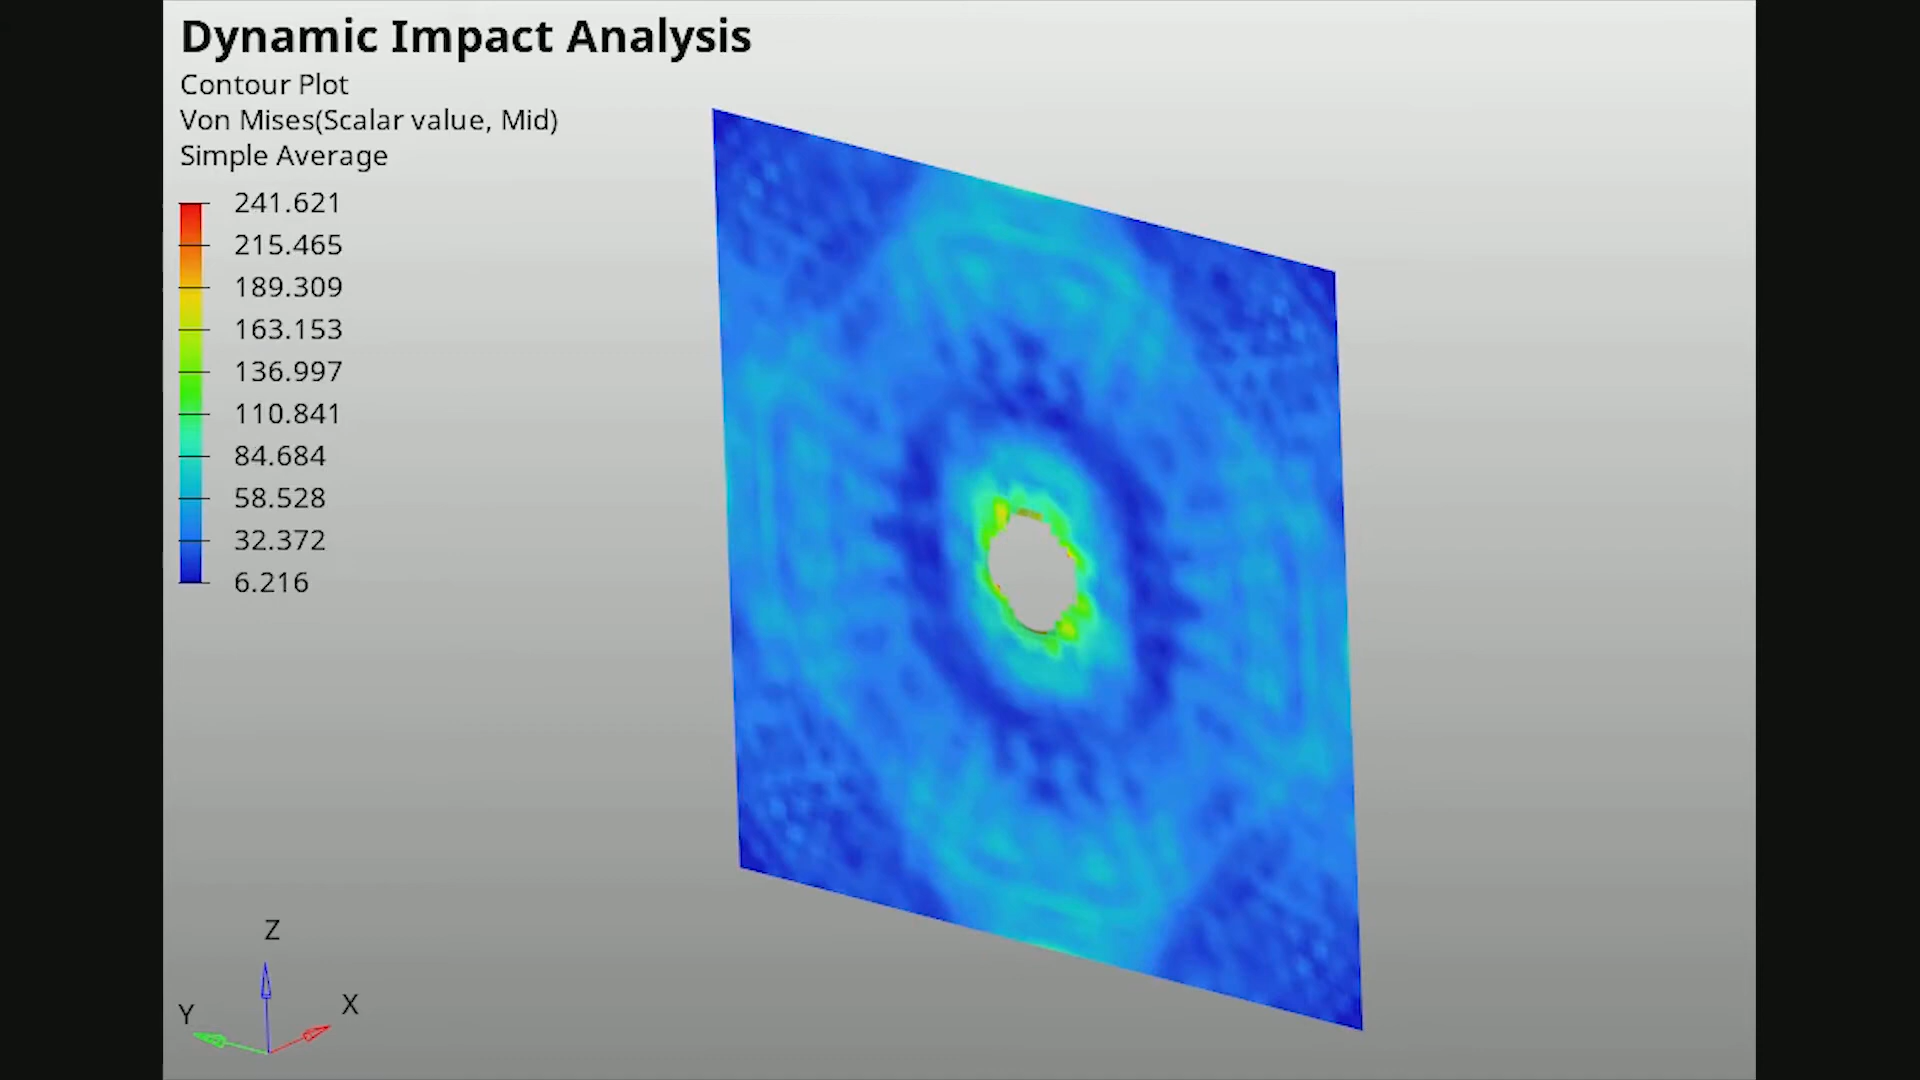 Dynamic Impact Analysis
Contour Plot
Von Mises(Scalar value, Mid)
Simple Average
241.621
215.465
189.309
163.153
136.997
110.841
84.684
58.528
32.372
6.216
Z
Y
X